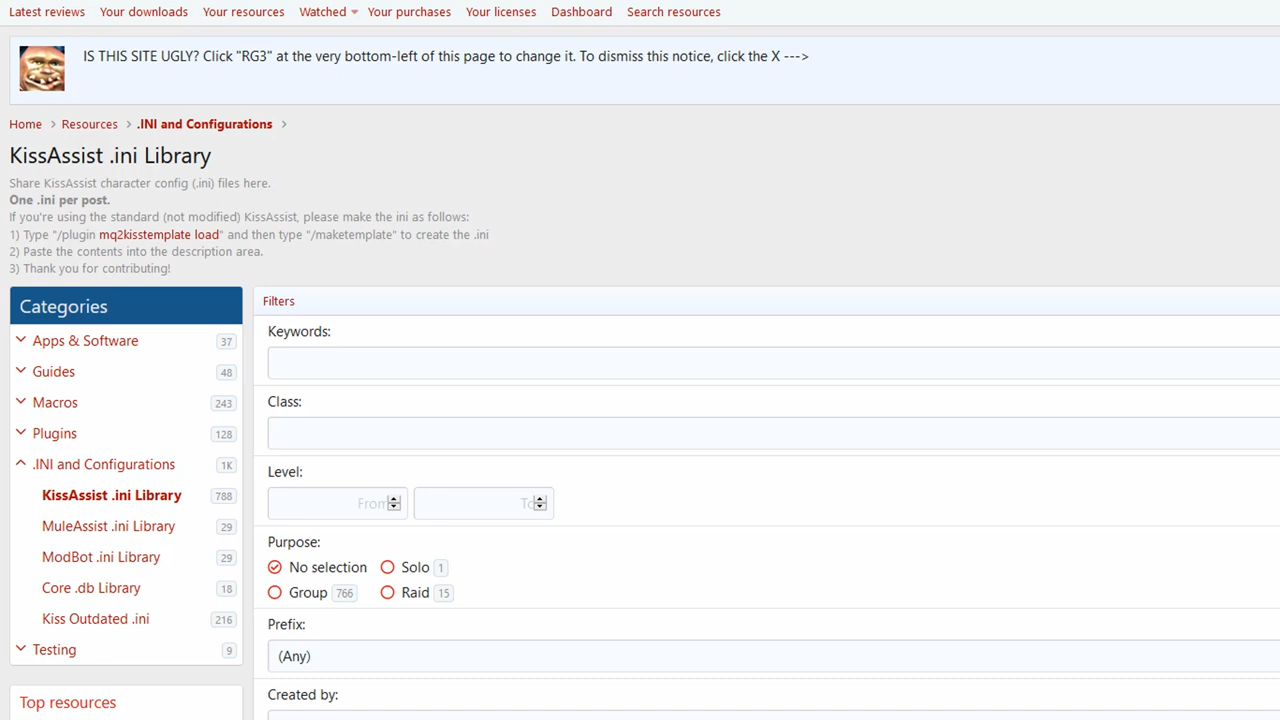 Latest reviews Your downloads Your resources Watched Your purchases Your licenses Dashboard Search resources
IS THIS SITE UGLY? Click "RG3" at the very bottom-left of this page to change it. To dismiss this notice, click the X --->
Home > Resources > .INI and Configurations >
KissAssist .ini Library
Share KissAssist character config (.ini) files here.
One .ini per post.
If you're using the standard (not modified) KissAssist, please make the ini as follows:
1) Type "/plugin mq2kisstemplate load" and then type "/maketemplate" to create the .ini
2) Paste the contents into the description area.
3) Thank you for contributing!
Categories
Apps & Software 37
Guides 48
Macros 243
Plugins 128
.INI and Configurations 1K
KissAssist .ini Library 788
MuleAssist .ini Library 29
ModBot .ini Library 29
Core .db Library 18
Kiss Outdated .ini 216
Testing 9
Top resources
Filters
Keywords:
Class:
Level:
From To
Purpose:
No selection Solo 1
Group 766 Raid 15
Prefix:
(Any)
Created by: